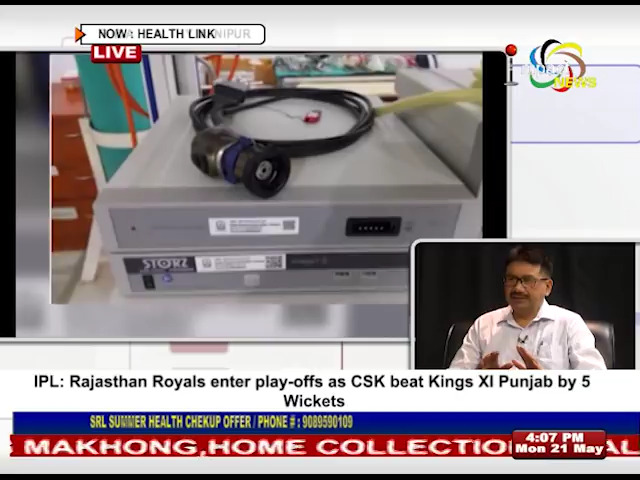 NOW : HEALTH LINK
LIVE
NEWS
STORZ
IPL: Rajasthan Royals enter play-offs as CSK beat Kings XI Punjab by 5
Wickets
SRL SUMMER HEALTH CHEKUP OFFER / PHONE # : 9089590109
MAKHONG,HOME COLLECTION
4:07 PM
Mon 21 May